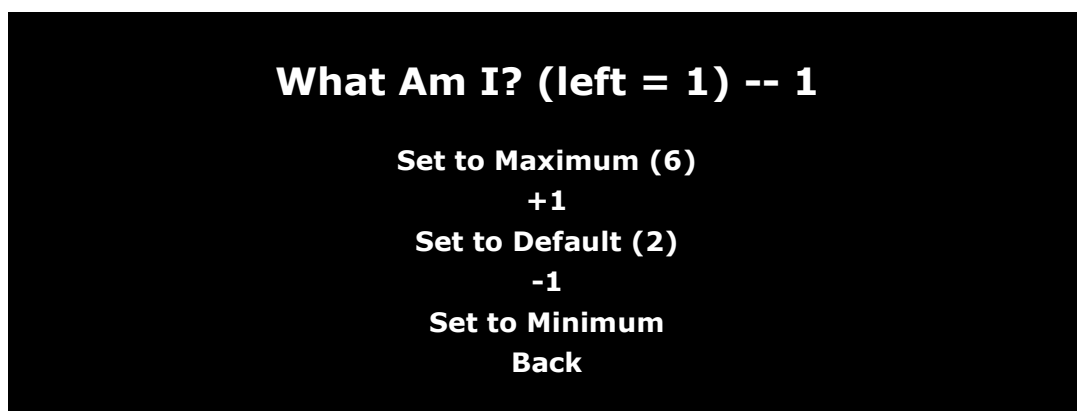 What Am I? (left = 1) -- 1
Set to Maximum (6)
+1
Set to Default (2)
-1
Set to Minimum
Back